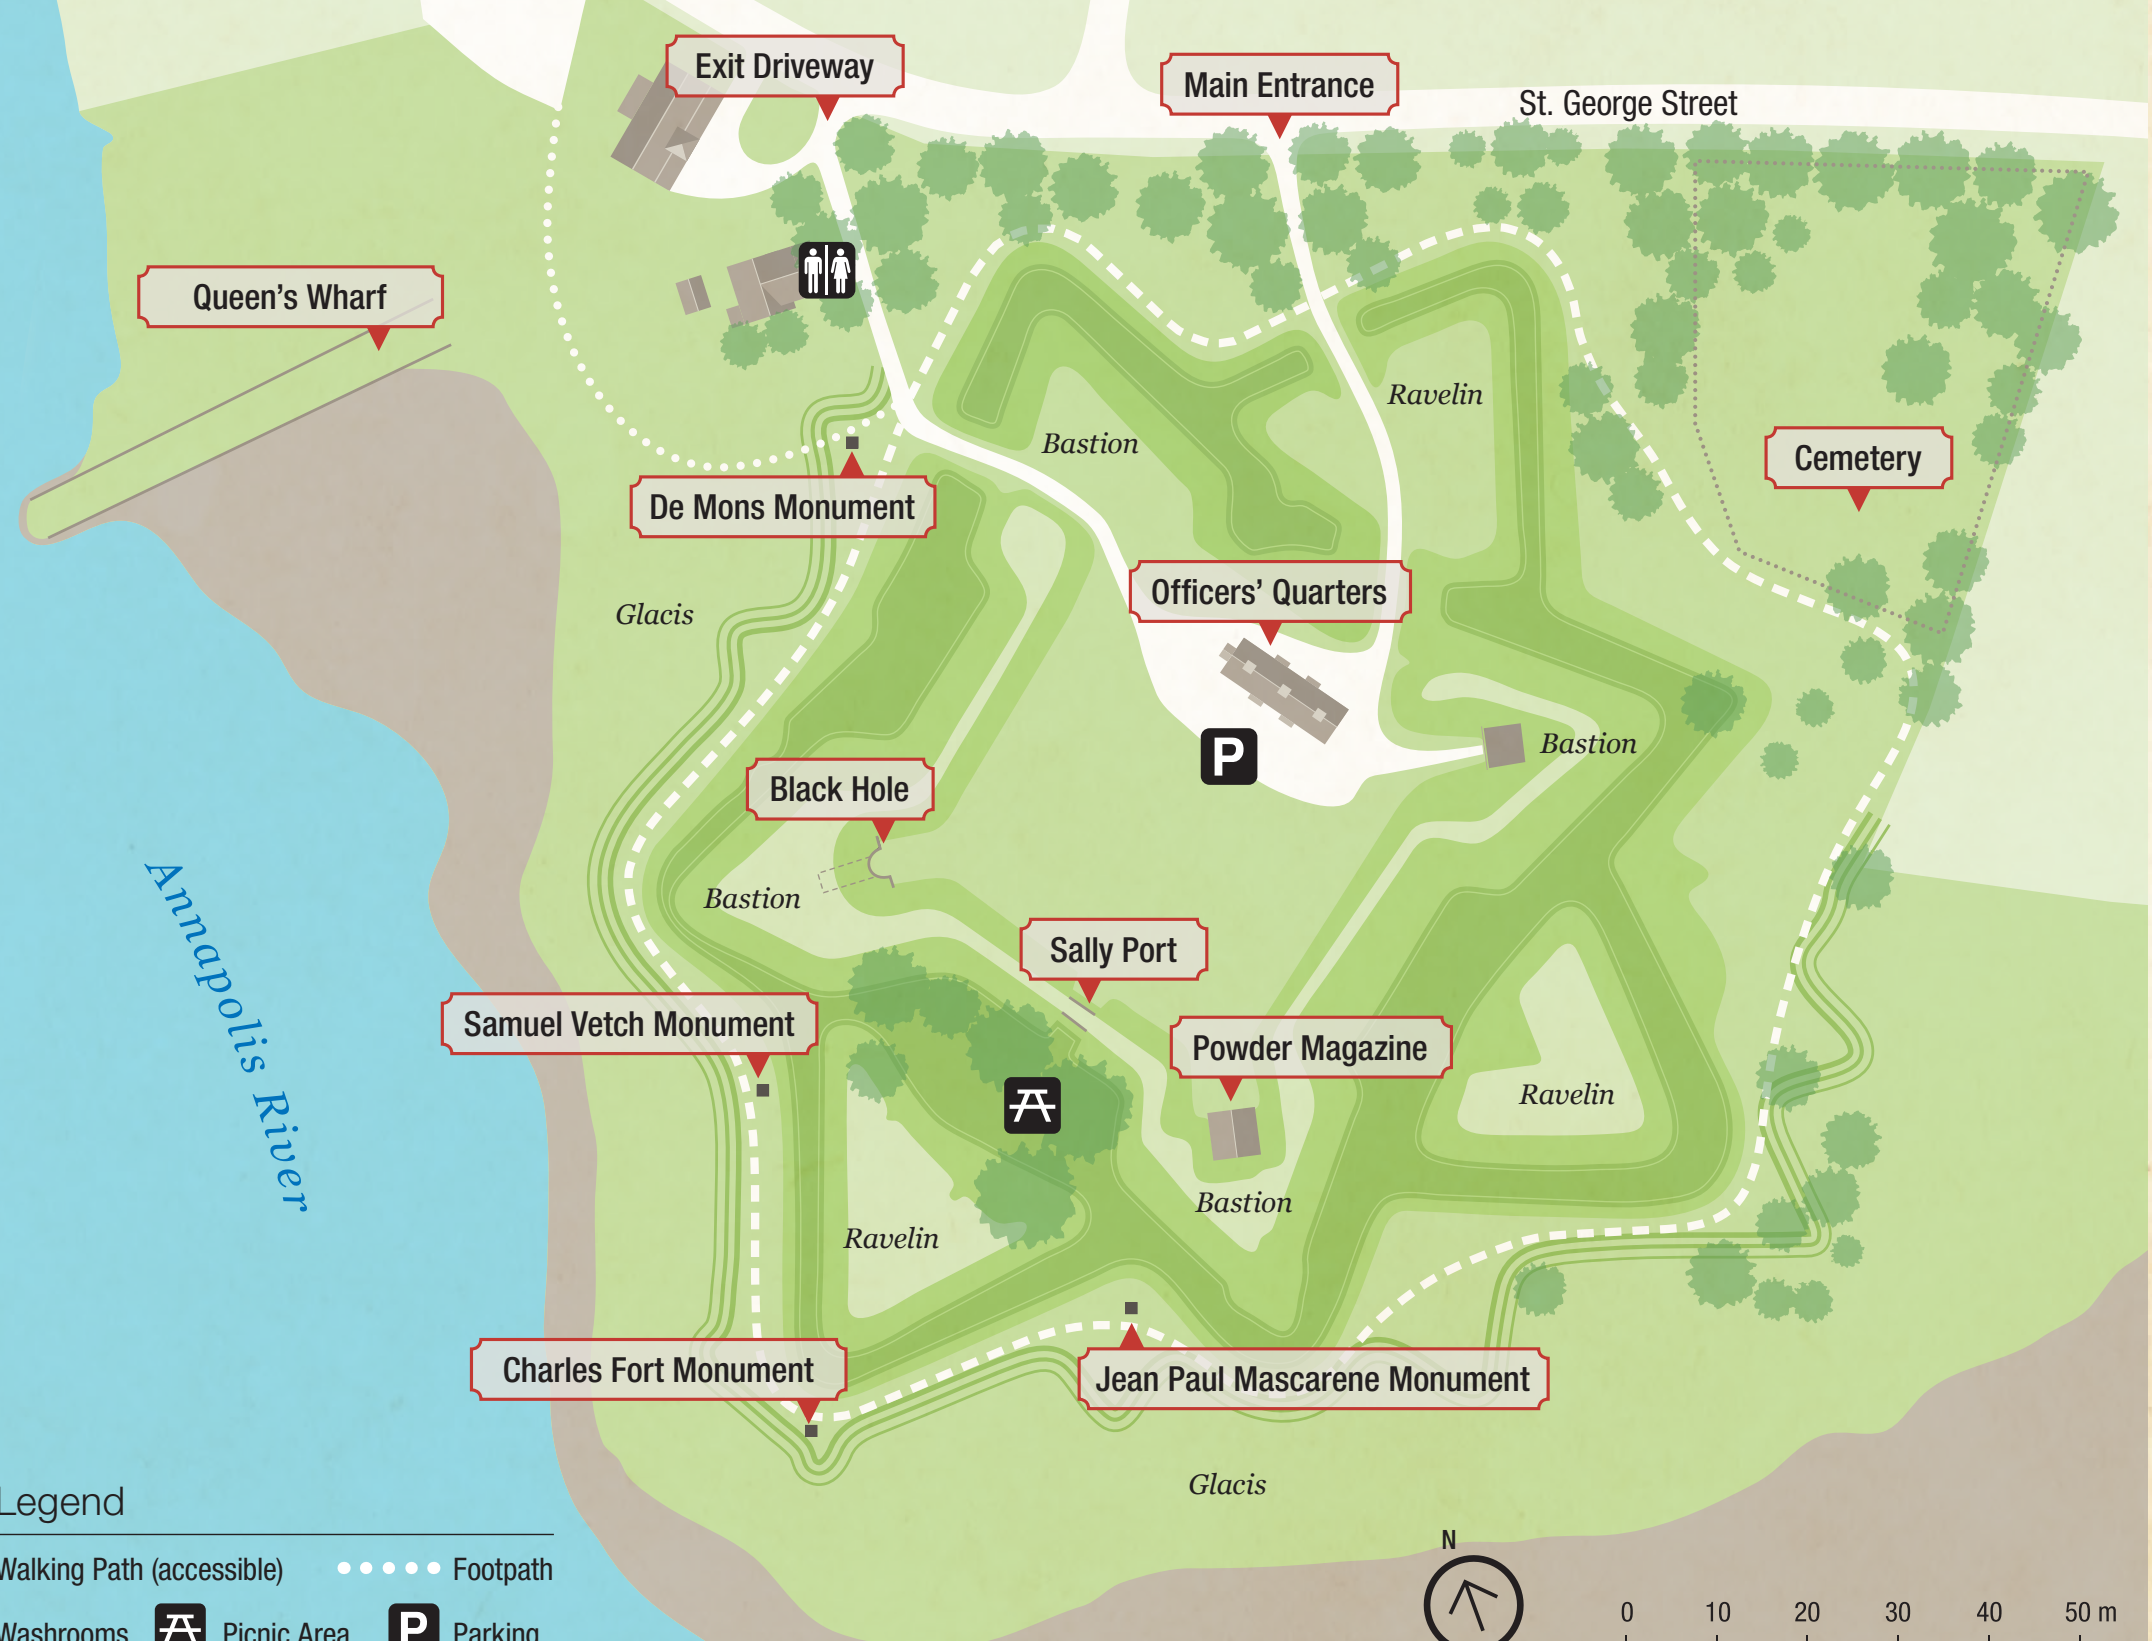 Exit Driveway
Main Entrance
St. George Street
Queen's Wharf
Ravelin
Bastion
Cemetery
De Mons Monument
Officers' Quarters
Glacis
Bastion
P
Black Hole
Bastion
Annapolis River
Sally Port
Samuel Vetch Monument
Powder Magazine
Ravelin
Bastion
Ravelin
Charles Fort Monument
Jean Paul Mascarene Monument
Glacis
Legend
Walking Path (accessible) Footpath
Washrooms Picnic Area P Parking
N
0 10 20 30 40 50 m